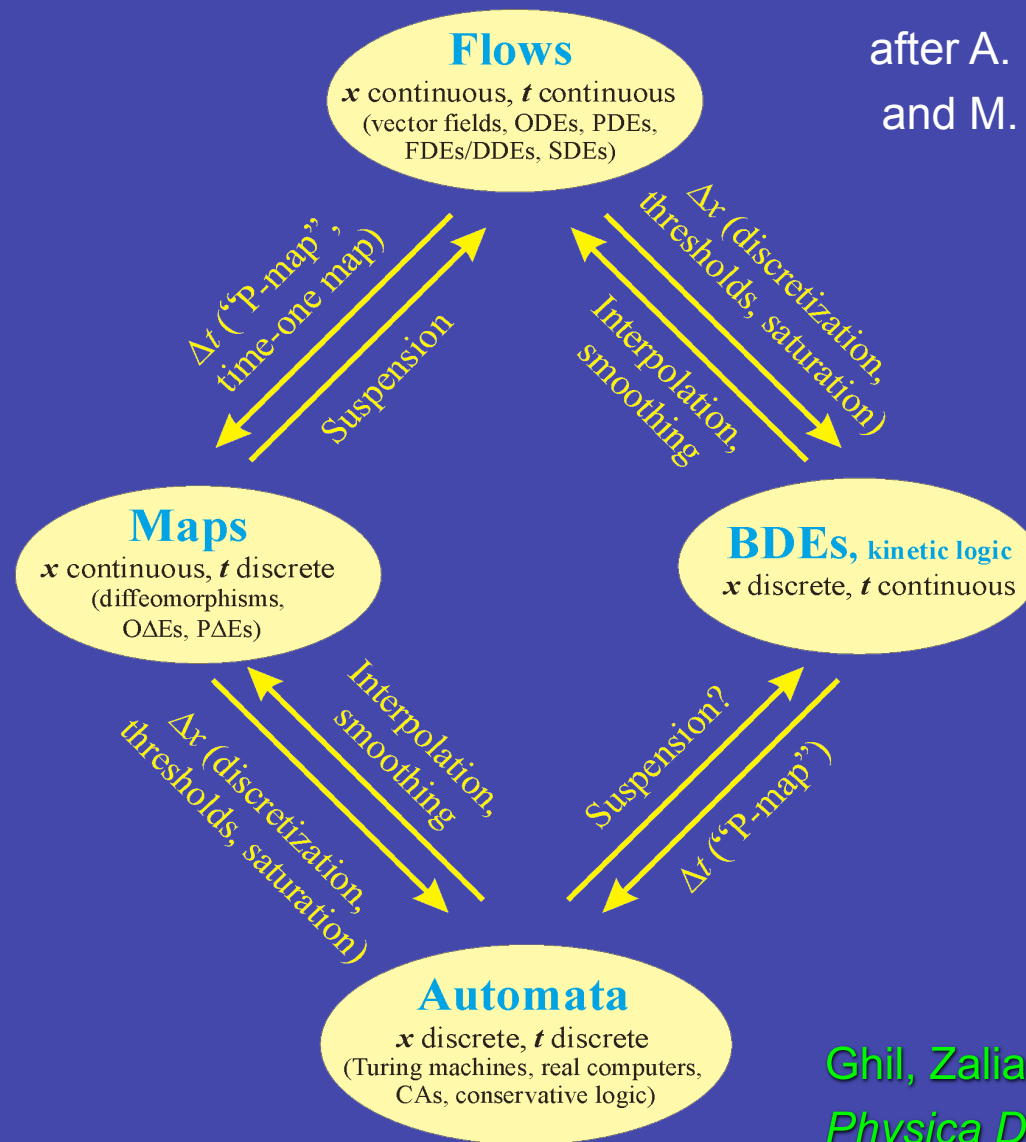 Flows
x continuous, t continuous
(vector fields, ODEs, PDEs,
FDEs/DDEs, SDEs)
after A.
and M.
Δt (“P-map”,
time-one map)
Suspension
Δx (discretization,
thresholds, saturation)
Interpolation,
smoothing
Maps
x continuous, t discrete
(diffeomorphisms,
OΔEs, PΔEs)
BDEs, kinetic logic
x discrete, t continuous
Δx (discretization,
thresholds, saturation)
Interpolation,
smoothing
Suspension?
Δt (“P-map”)
Automata
x discrete, t discrete
(Turing machines, real computers,
CAs, conservative logic)
Ghil, Zalia
Physica D